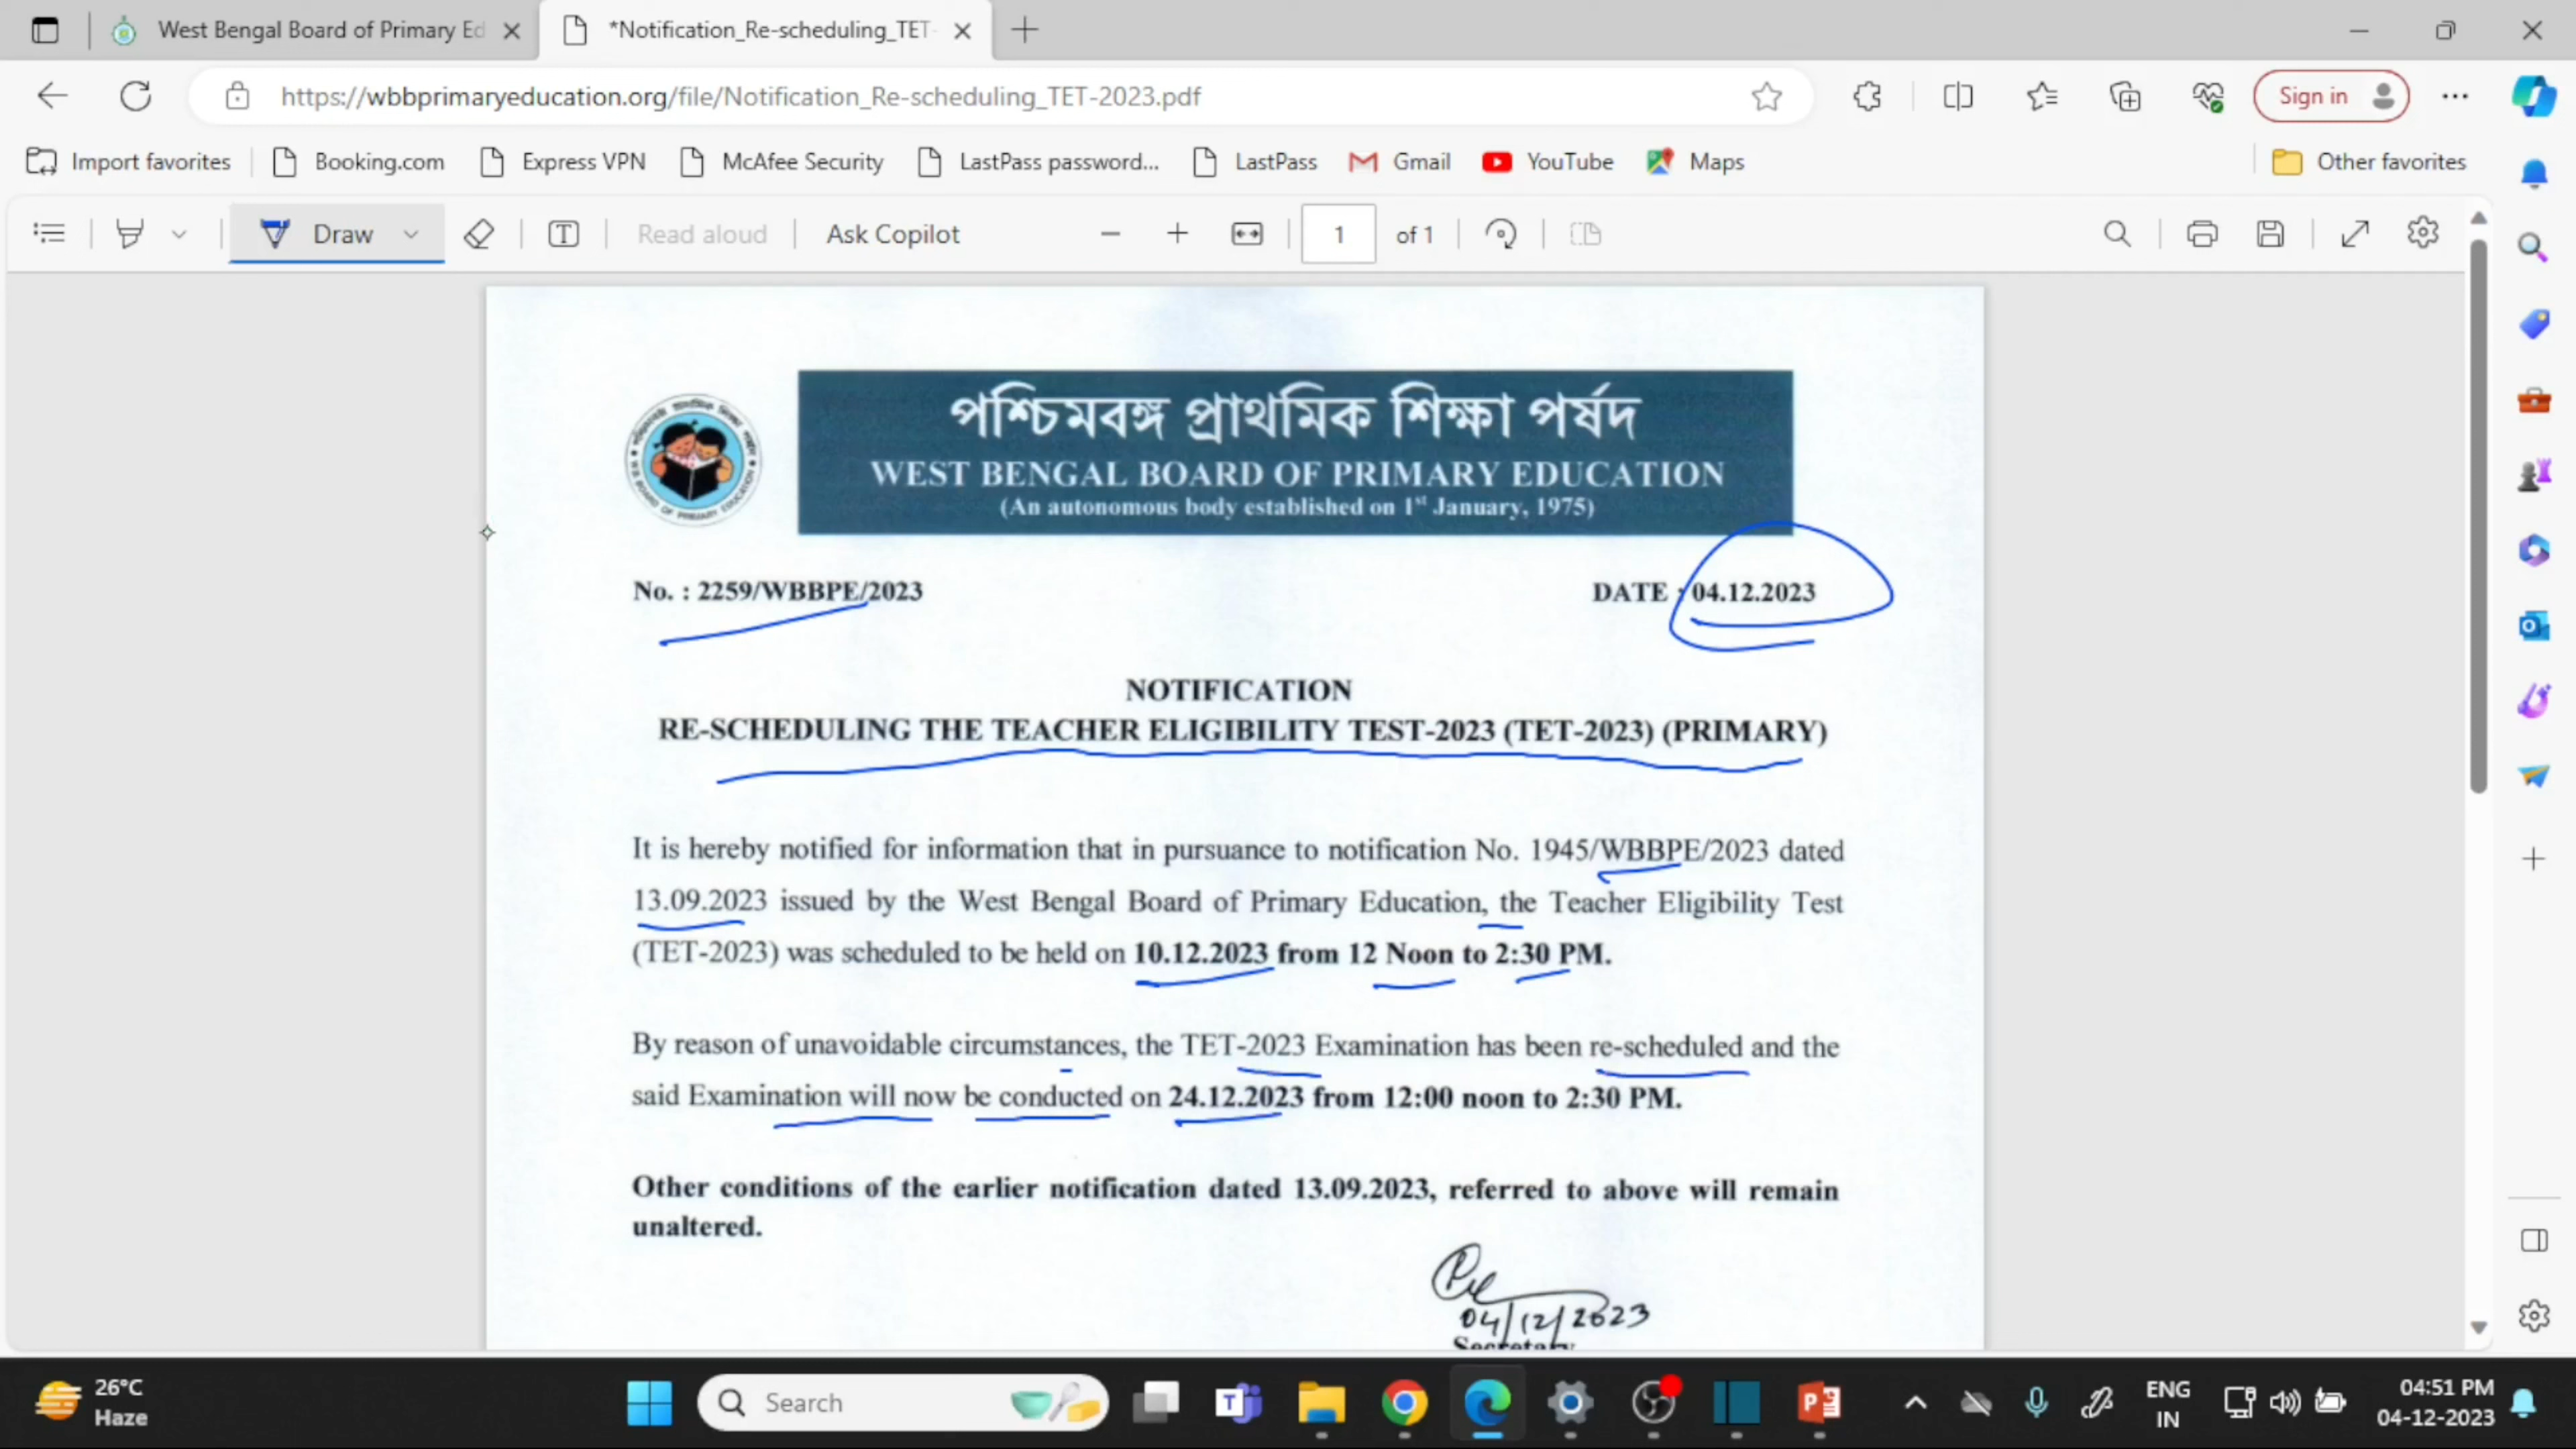 West Bengal Board of Primary Ed
*Notification_Re-scheduling_TET-
https://wbbprimaryeducation.org/file/Notification_Re-scheduling_TET-2023.pdf
Sign in
Import favorites
Booking.com
Express VPN
McAfee Security
LastPass password...
LastPass
Gmail
YouTube
Maps
Other favorites
Draw
Read aloud
Ask Copilot
1 of 1
পশ্চিমবঙ্গ প্রাথমিক শিক্ষা পর্ষদ
WEST BENGAL BOARD OF PRIMARY EDUCATION
(An autonomous body established on 1st January, 1975)
No. : 2259/WBBPE/2023
DATE : 04.12.2023
NOTIFICATION
RE-SCHEDULING THE TEACHER ELIGIBILITY TEST-2023 (TET-2023) (PRIMARY)
It is hereby notified for information that in pursuance to notification No. 1945/WBBPE/2023 dated
13.09.2023 issued by the West Bengal Board of Primary Education, the Teacher Eligibility Test
(TET-2023) was scheduled to be held on 10.12.2023 from 12 Noon to 2:30 PM.
By reason of unavoidable circumstances, the TET-2023 Examination has been re-scheduled and the
said Examination will now be conducted on 24.12.2023 from 12:00 noon to 2:30 PM.
Other conditions of the earlier notification dated 13.09.2023, referred to above will remain
unaltered.
04/12/2023
Secretary
26°C
Haze
Search
ENG
IN
04:51 PM
04-12-2023